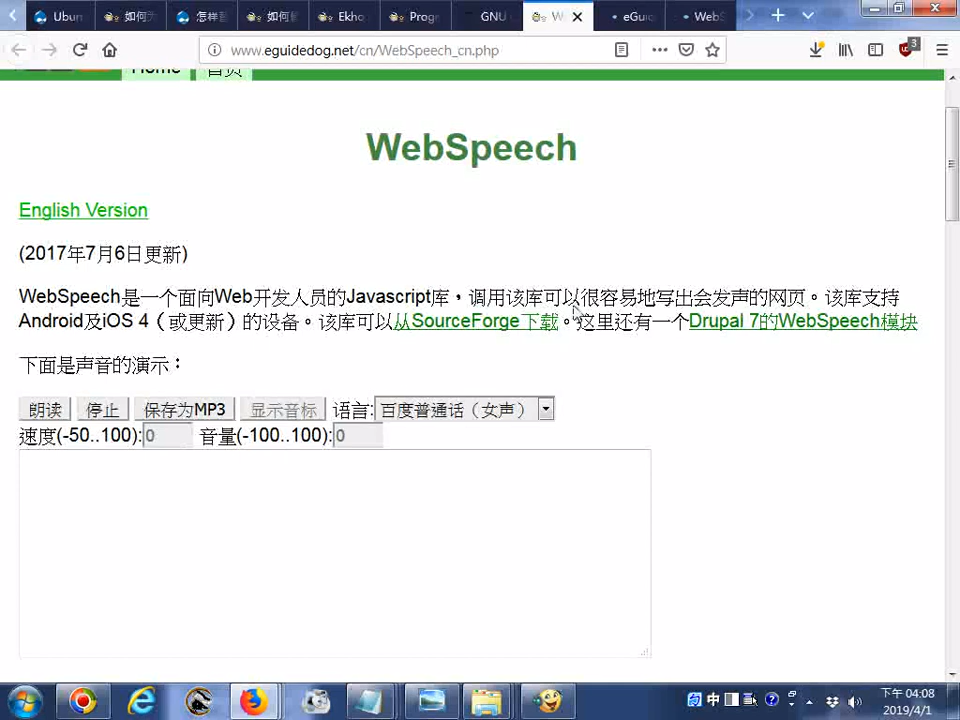 Ubun
如何
怎样
如何
Ekho
Progr
GNU
W
eGuid
WebS
www.eguidedog.net/cn/WebSpeech_cn.php
3
Home 首页
WebSpeech
English Version
(2017年7月6日更新)
WebSpeech是一个面向Web开发人员的Javascript库，调用该库可以很容易地写出会发声的网页。该库支持
Android及iOS 4（或更新）的设备。该库可以从SourceForge下载。这里还有一个Drupal 7的WebSpeech模块
下面是声音的演示：
朗读 停止 保存为MP3 显示音标 语言:百度普通话（女声）
速度(-50..100):0 音量(-100..100):0
中
下午 04:08
2019/4/1